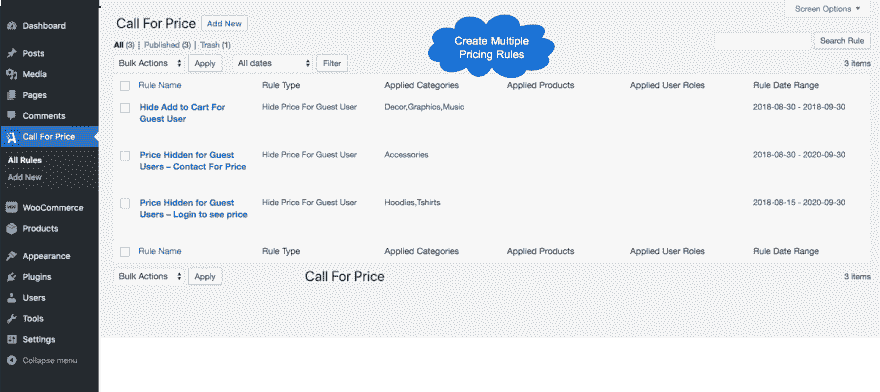 Screen Options
Dashboard
Posts
Media
Pages
Comments
Call For Price
All Rules
Add New
WooCommerce
Products
Appearance
Plugins
Users
Tools
Settings
Collapse menu
Call For Price Add New
Create Multiple
Pricing Rules
All (3) | Published (3) | Trash (1)
Search Rule
Bulk Actions Apply All dates Filter
3 items
Rule Name Rule Type Applied Categories Applied Products Applied User Roles Rule Date Range
Hide Add to Cart For Hide Price For Guest User Decor,Graphics,Music 2018-08-30 - 2018-09-30
Guest User
Price Hidden for Guest Hide Price For Guest User Accessories 2018-08-30 - 2020-09-30
Users – Contact For Price
Price Hidden for Guest Hide Price For Guest User Hoodies,Tshirts 2018-08-15 - 2020-09-30
Users – Login to see price
Rule Name Rule Type Applied Categories Applied Products Applied User Roles Rule Date Range
Bulk Actions Apply Call For Price 3 items